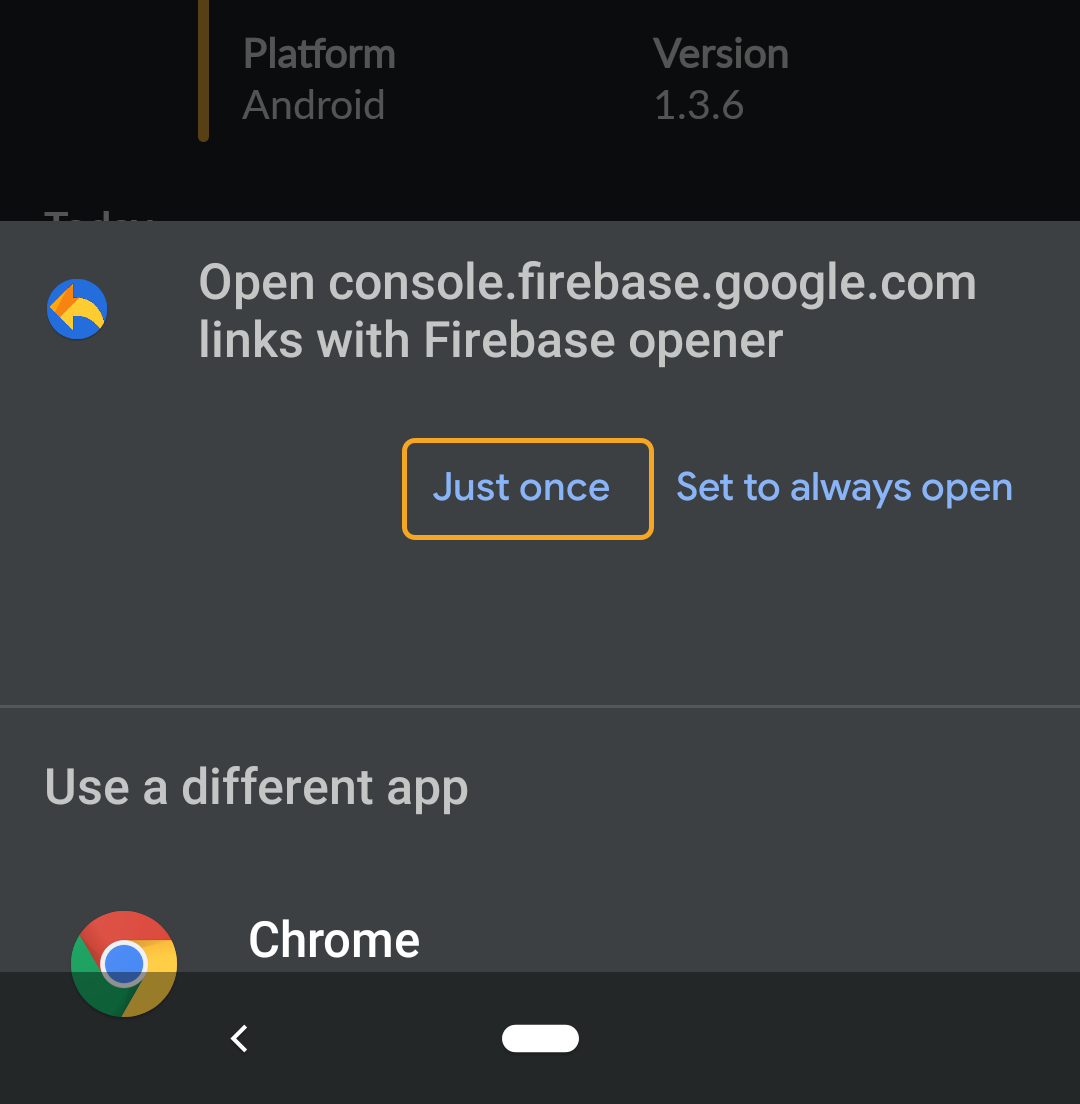 Platform
Version
Android
1.3.6
Today
Open console.firebase.google.com
links with Firebase opener
Just once
Set to always open
Use a different app
Chrome